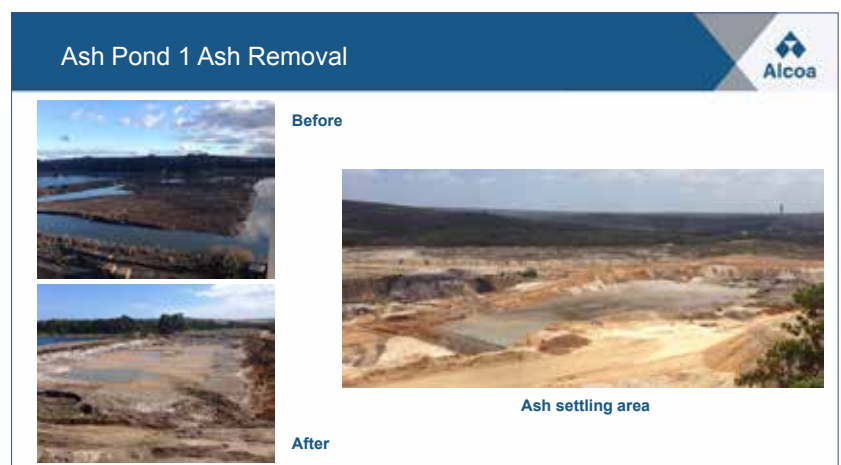 Ash Pond 1 Ash Removal
Alcoa
Before
Ash settling area
After